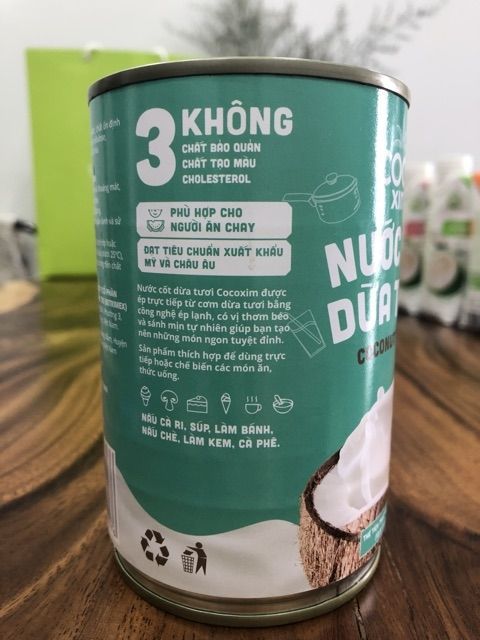 3 KHÔNG
CHẤT BẢO QUẢN
CHẤT TẠO MÀU
CHOLESTEROL
PHÙ HỢP CHO
NGƯỜI ĂN CHAY
ĐẠT TIÊU CHUẨN XUẤT KHẨU
MỸ VÀ CHÂU ÂU
Nước cốt dừa tươi Cocoxim được
ép trực tiếp từ cơm dừa tươi bằng
công nghệ ép lạnh, có vị thơm béo
và sánh mịn tự nhiên giúp bạn tạo
nên những món ngon tuyệt đỉnh.
Sản phẩm thích hợp để dùng trực
tiếp hoặc chế biến các món ăn,
thức uống.
NẤU CÀ RI, SÚP, LÀM BÁNH,
NẤU CHÈ, LÀM KEM, CÀ PHÊ.
NƯỚC
DỪA